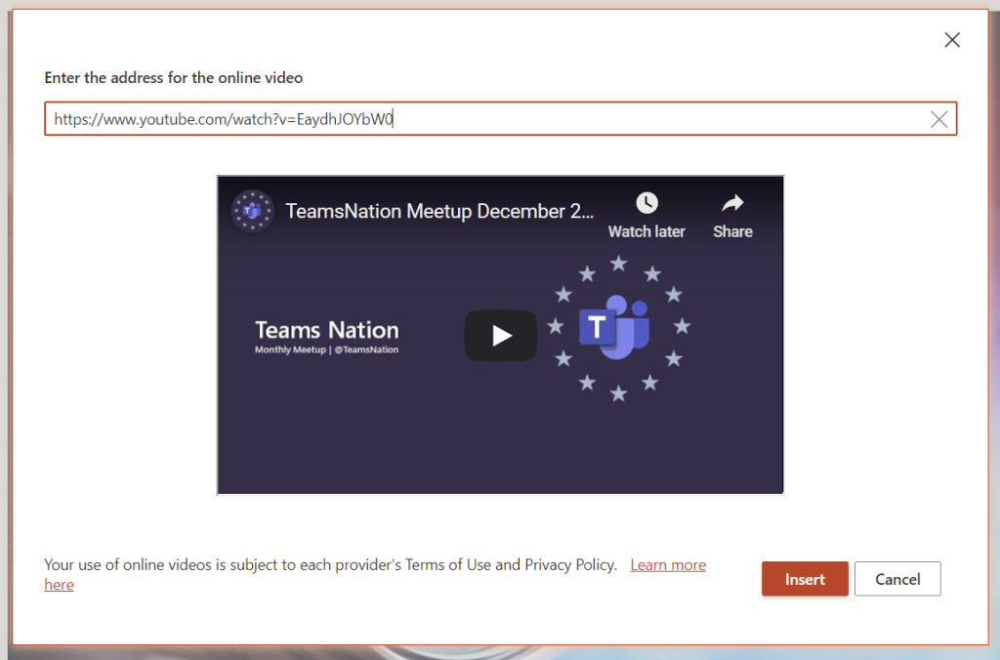 Enter the address for the online video
https://www.youtube.com/watch?v=EaydhJOYbW0
TeamsNation Meetup December 2...
Watch later
Share
Teams Nation
Monthly Meetup | @TeamsNation
T
Your use of online videos is subject to each provider's Terms of Use and Privacy Policy. Learn more
here
Insert
Cancel